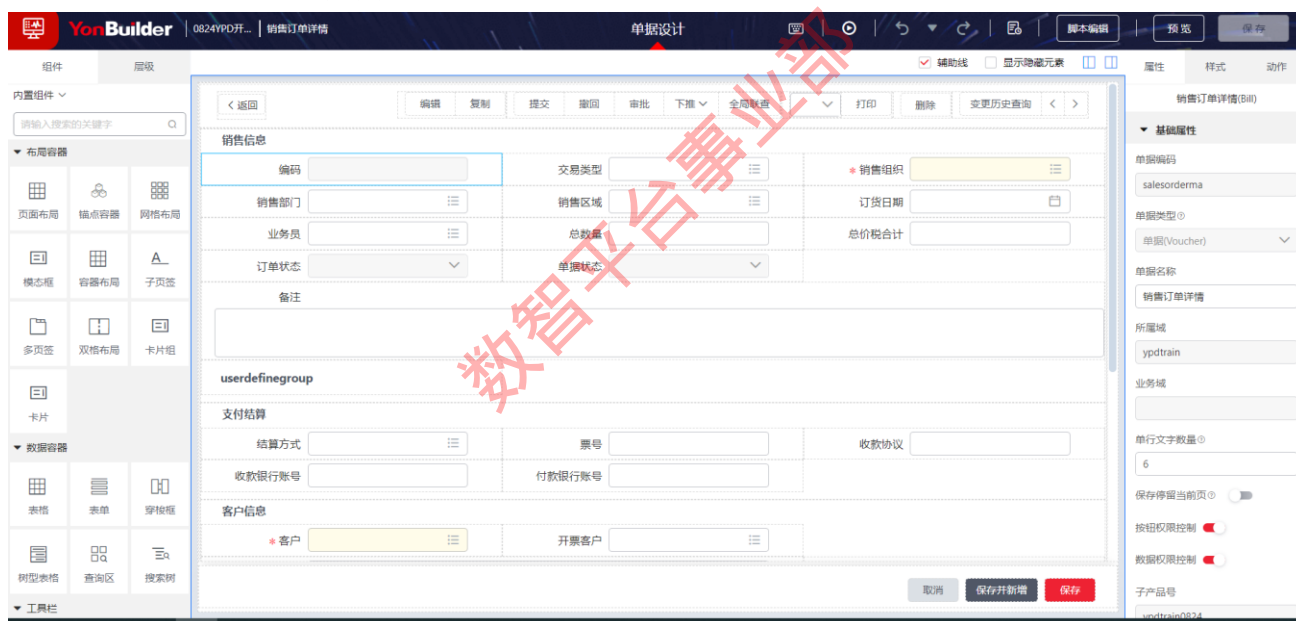 YonBuilder 0824YPD开... 销售订单详情 单据设计 脚本编辑 预览 保存
组件 层级 辅助线 显示隐藏元素 属性 样式 动作
内置组件
请输入搜索的关键字
布局容器
页面布局 锚点容器 网格布局
模态框 容器布局 子页签
多页签 双格布局 卡片组
卡片
数据容器
表格 表单 穿梭框
树型表格 查询区 搜索树
工具栏
返回 编辑 复制 提交 撤回 审批 下推 全局联查 打印 删除 变更历史查询
销售信息
编码 交易类型 * 销售组织
销售部门 销售区域 订货日期
业务员 总数量 总价税合计
订单状态 单据状态
备注
userdefinegroup
支付结算
结算方式 票号 收款协议
收款银行账号 付款银行账号
客户信息
* 客户 开票客户
取消 保存并新增 保存
销售订单详情(Bill)
基础属性
单据编码
salesorderma
单据类型
单据(Voucher)
单据名称
销售订单详情
所属域
ypdtrain
业务域
单行文字数量
6
保存停留当前页
按钮权限控制
数据权限控制
子产品号
ypdtrain0824
数智平台事业部